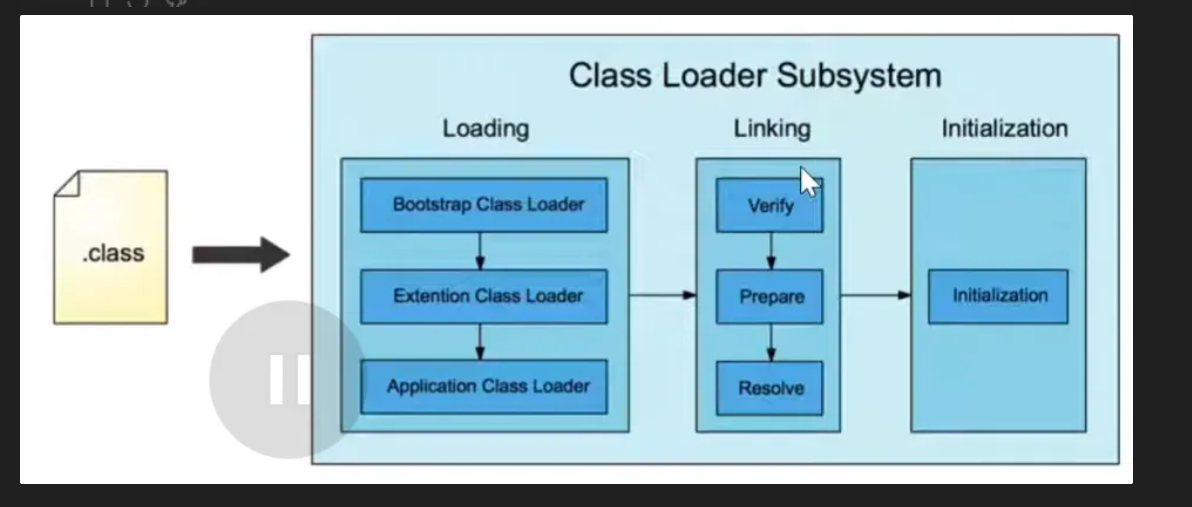 Class Loader Subsystem
Loading
Linking
Initialization
.class
Bootstrap Class Loader
Extention Class Loader
Application Class Loader
Verify
Prepare
Resolve
Initialization